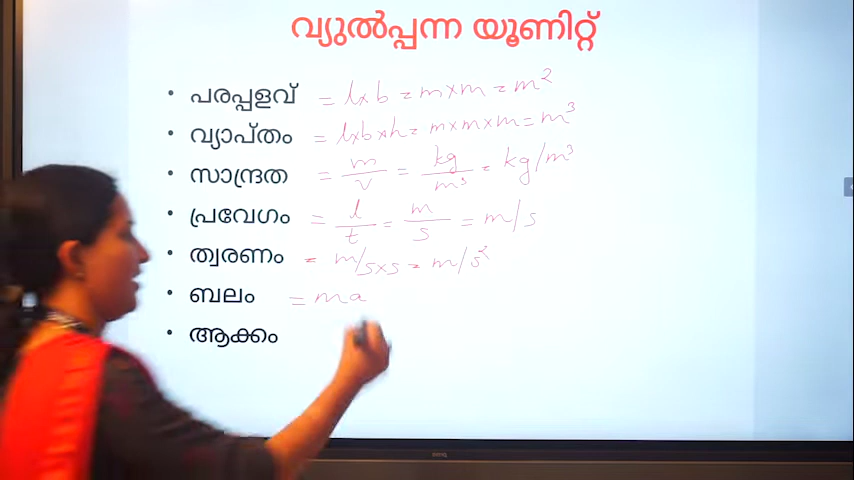 വ്യുൽപ്പന്ന യൂണിറ്റ്
• പരപ്പളവ് = l×b = m×m = m²
• വ്യാപ്തം = l×b×h = m×m×m = m³
• സാന്ദ്രത = m/v = kg/m³ = kg/m³
• പ്രവേഗം = l/t = m/s = m/s
• ത്വരണം = m/s×s = m/s²
• ബലം = ma
• ആക്കം